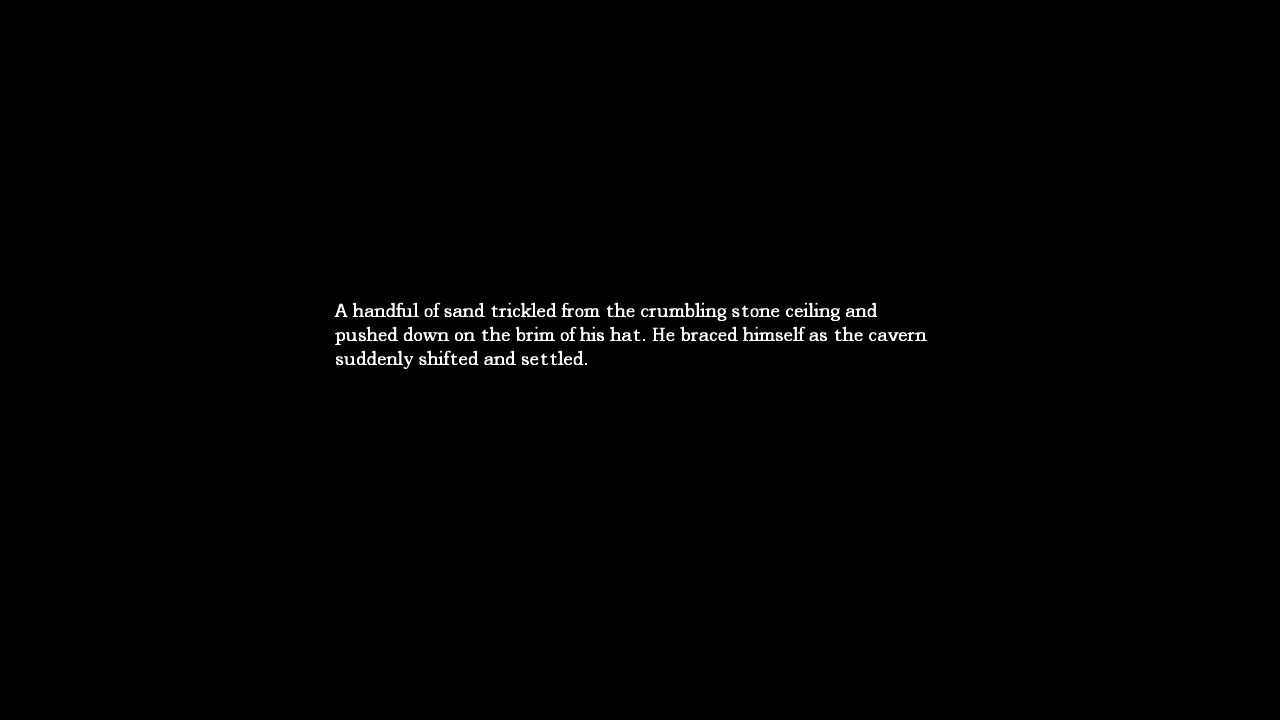 A handful of sand trickled from the crumbling stone ceiling and
pushed down on the brim of his hat. He braced himself as the cavern
suddenly shifted and settled.